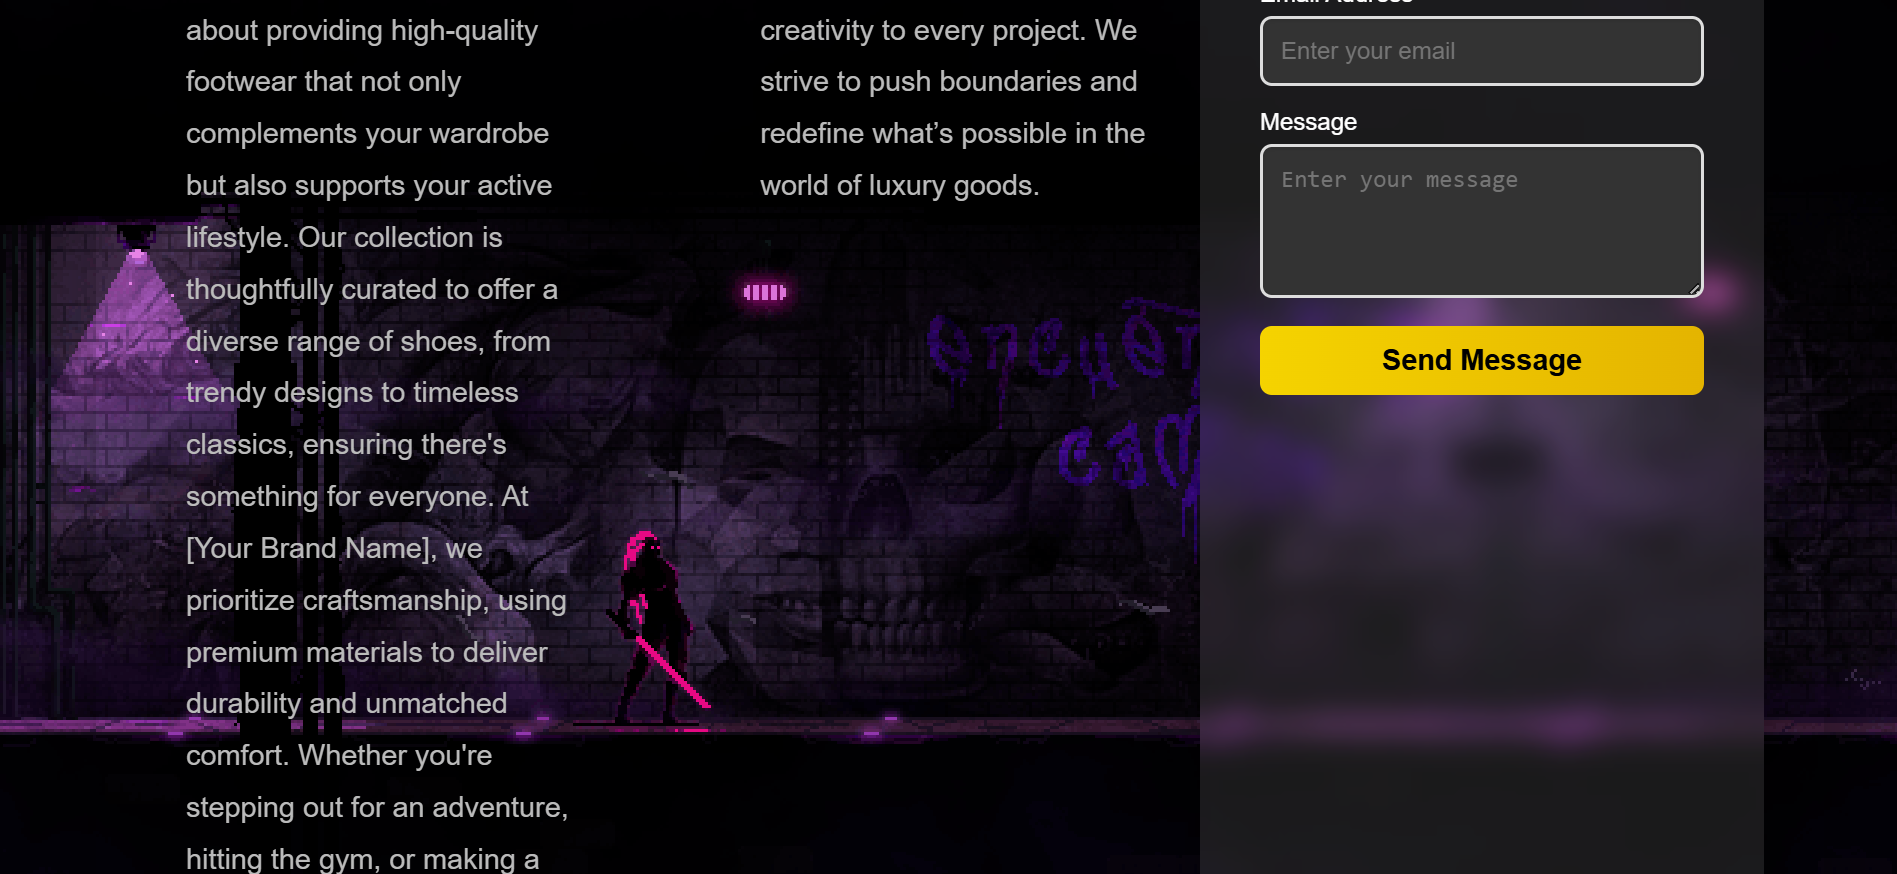 about providing high-quality
footwear that not only
complements your wardrobe
but also supports your active
lifestyle. Our collection is
thoughtfully curated to offer a
diverse range of shoes, from
trendy designs to timeless
classics, ensuring there's
something for everyone. At
[Your Brand Name], we
prioritize craftsmanship, using
premium materials to deliver
durability and unmatched
comfort. Whether you're
stepping out for an adventure,
hitting the gym, or making a
creativity to every project. We
strive to push boundaries and
redefine what’s possible in the
world of luxury goods.
Email Address
Enter your email
Message
Enter your message
Send Message